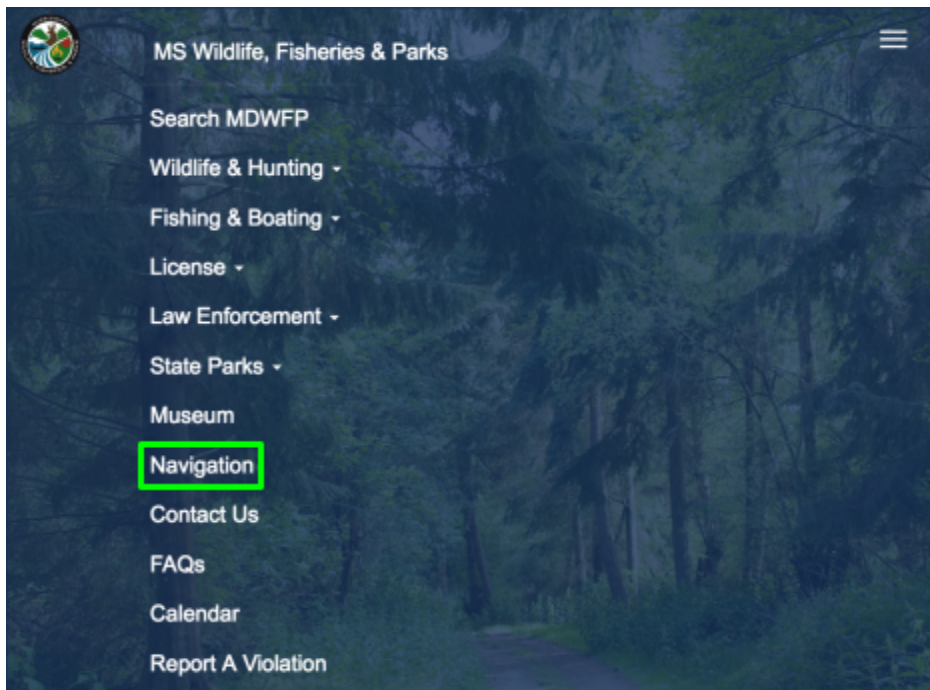 MS Wildlife, Fisheries & Parks
Search MDWFP
Wildlife & Hunting
Fishing & Boating
License
Law Enforcement
State Parks
Museum
Navigation
Contact Us
FAQs
Calendar
Report A Violation